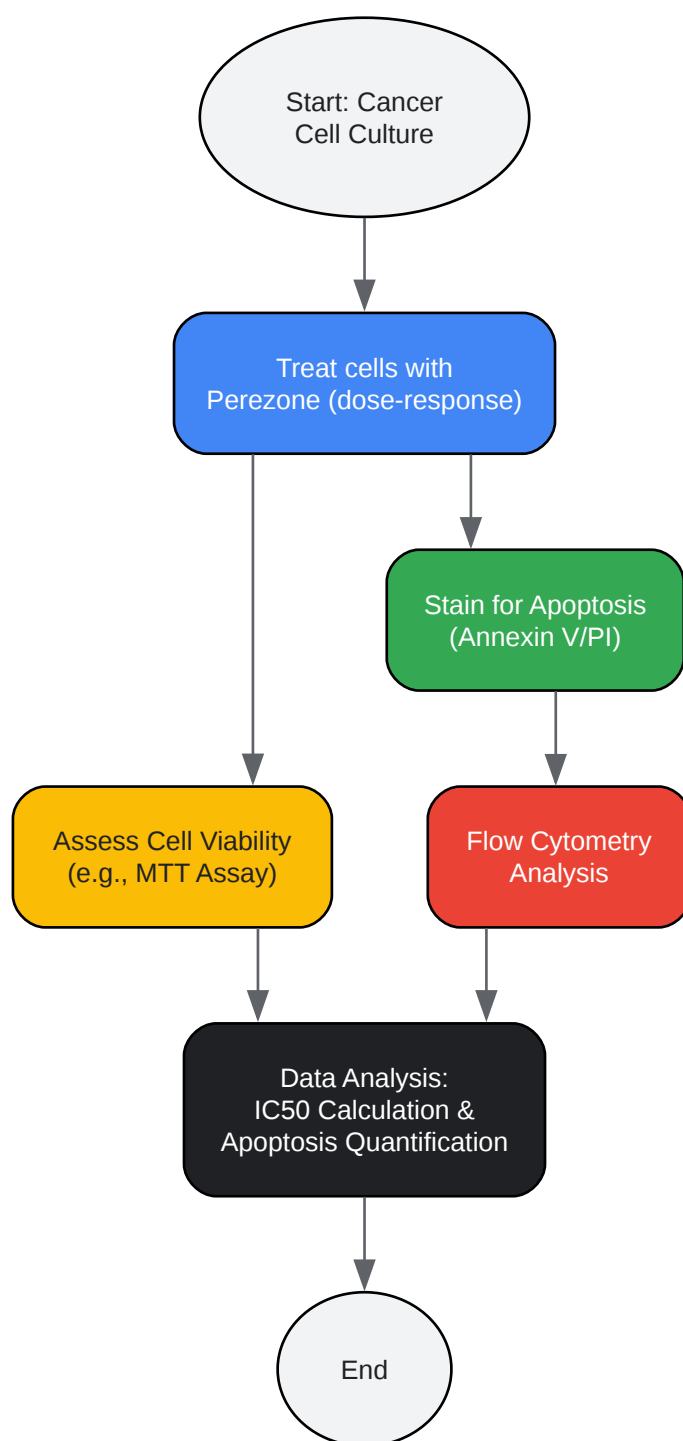 Start: Cancer
Cell Culture
Treat cells with
Perezone (dose-response)
Stain for Apoptosis
(Annexin V/PI)
Assess Cell Viability
(e.g., MTT Assay)
Flow Cytometry
Analysis
Data Analysis:
IC50 Calculation &
Apoptosis Quantification
End